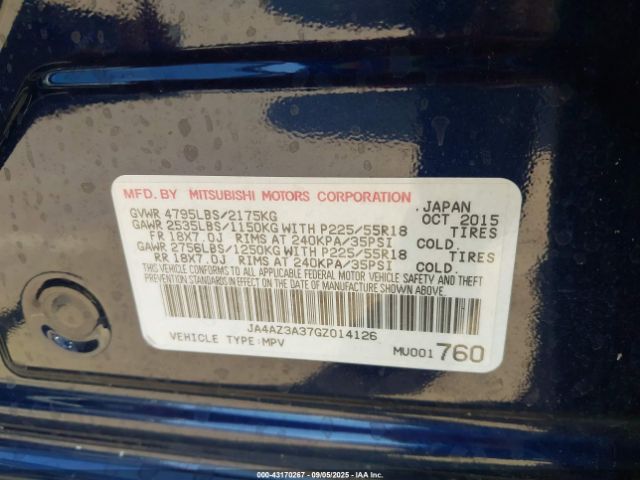 MFD. BY MITSUBISHI MOTORS CORPORATION JAPAN
GVWR 4795LBS/2175KG OCT 2015
GAWR 2535LBS/1150KG WITH P225/55R18 TIRES
FR 18X7.0J RIMS AT 240KPA/35PSI COLD.
GAWR 2756LBS/1250KG WITH P225/55R18 TIRES
RR 18X7.0J RIMS AT 240KPA/35PSI COLD.
THIS VEHICLE CONFORMS TO ALL APPLICABLE FEDERAL MOTOR VEHICLE SAFETY AND THEFT
PREVENTION STANDARDS IN EFFECT ON THE DATE OF MANUFACTURE SHOWN ABOVE.
JA4AZ3A37GZ014126
VEHICLE TYPE:MPV MU001 760
000-43170267 - 09/05/2025 - iaai.com